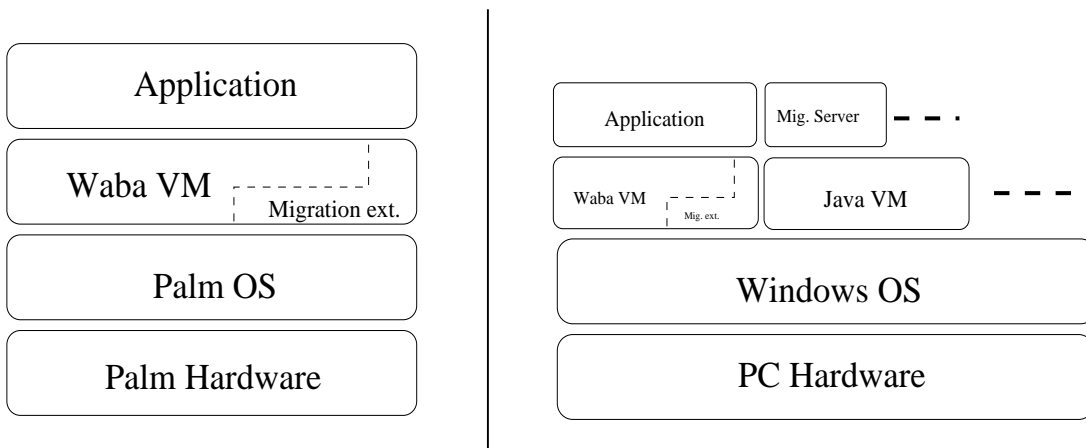 Application
Waba VM
Migration ext.
Palm OS
Palm Hardware
Application
Mig. Server
Waba VM
Mig. ext.
Java VM
Windows OS
PC Hardware